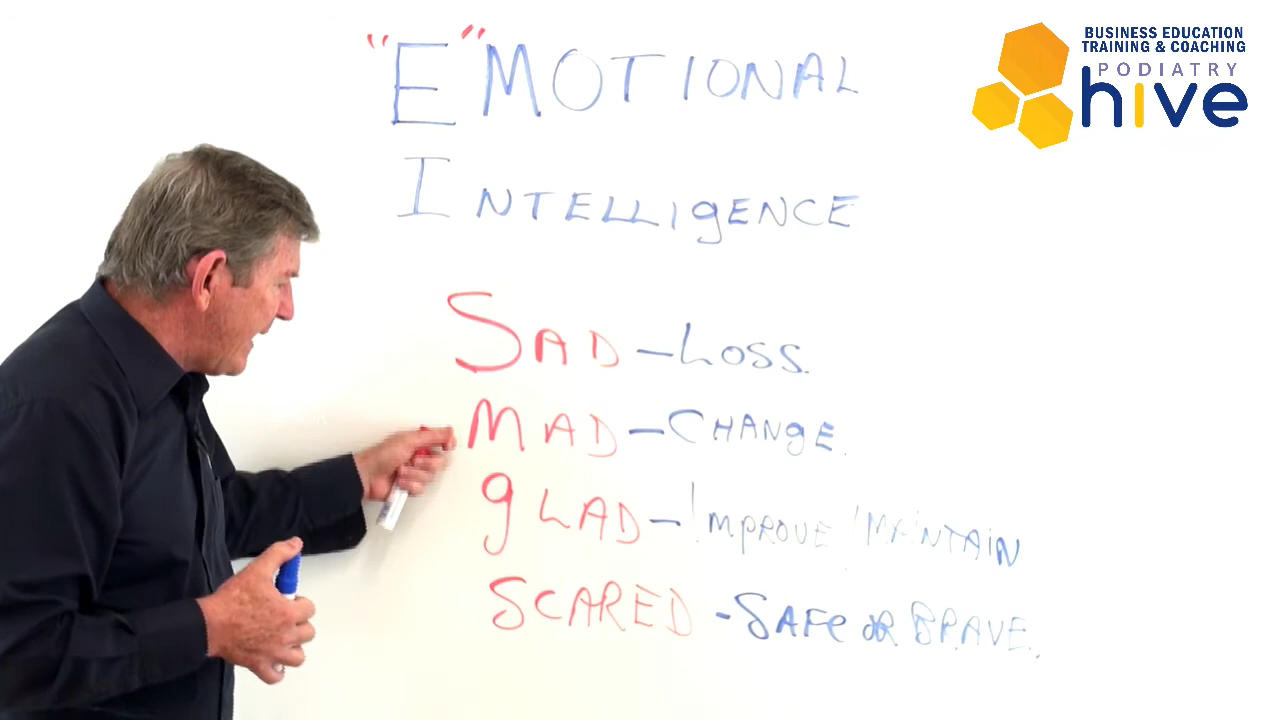 "E"MOTIONAL
INTELLIGENCE
SAD - LOSS.
MAD - CHANGE.
gLAD - IMPROVE / MAINTAIN
SCARED - SAFe OR BRAVE.
BUSINESS EDUCATION
TRAINING & COACHING
PODIATRY
hive